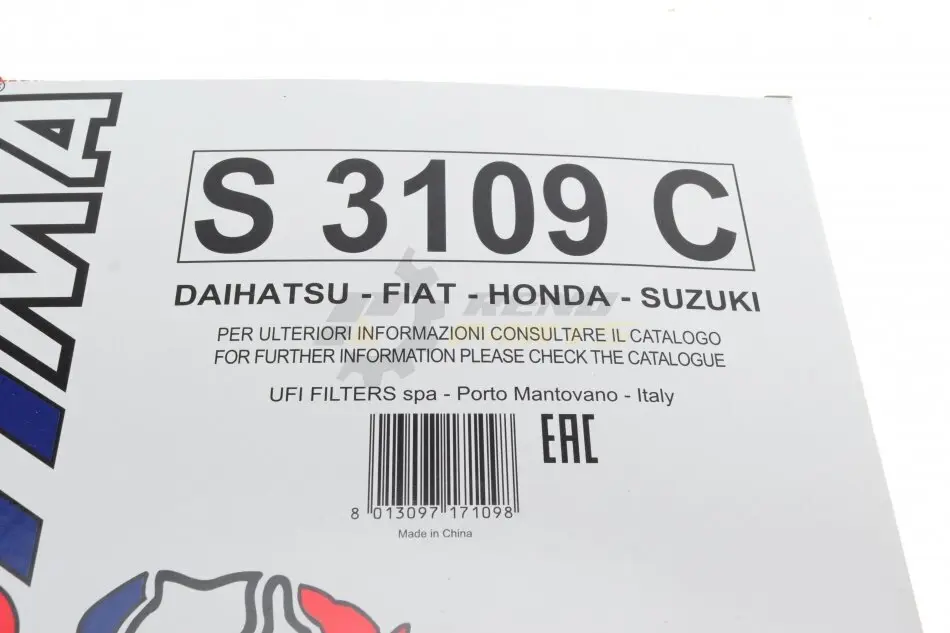 TIMA
S 3109 C
DAIHATSU - FIAT - HONDA - SUZUKI
PER ULTERIORI INFORMAZIONI CONSULTARE IL CATALOGO
FOR FURTHER INFORMATION PLEASE CHECK THE CATALOGUE
UFI FILTERS spa - Porto Mantovano - Italy
EAC
8 013097 171098
Made in China